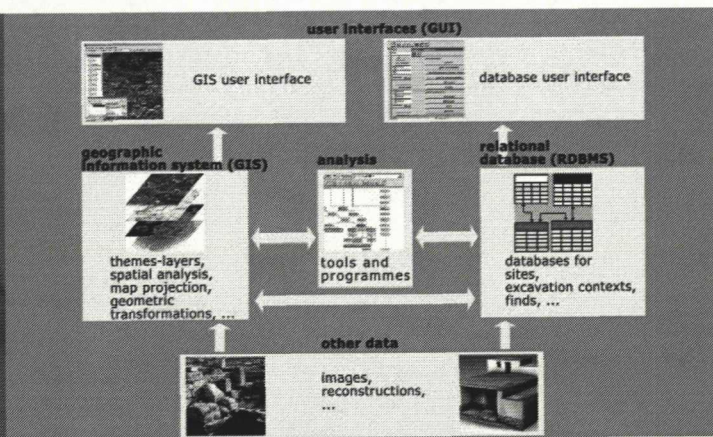 user interfaces (GUI)
GIS user interface
database user interface
geographic
information system (GIS)
analysis
relational
database (RDBMS)
themes-layers,
spatial analysis,
map projection,
geometric
transformations, ...
tools and
programmes
databases for
sites,
excavation contexts,
finds, ...
other data
images,
reconstructions,
...